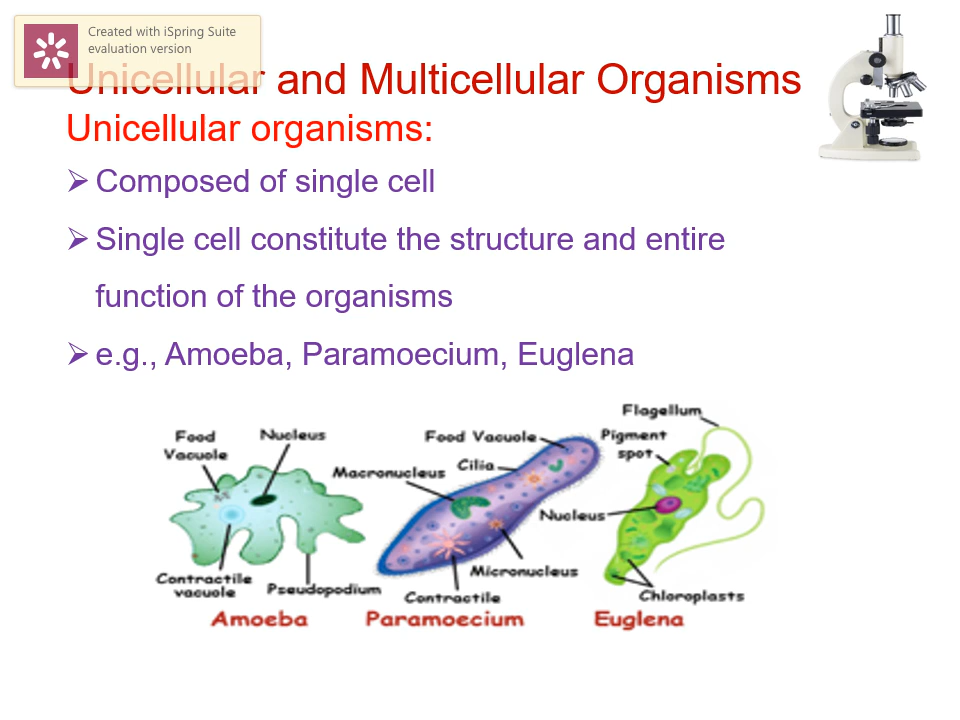 Created with iSpring Suite
evaluation version
Unicellular and Multicellular Organisms
Unicellular organisms:
➢ Composed of single cell
➢ Single cell constitute the structure and entire
function of the organisms
➢ e.g., Amoeba, Paramoecium, Euglena
Food
Vacuole
Nucleus
Contractile
vacuole
Pseudopodium
Amoeba
Food Vacuole
Cilia
Macronucleus
Micronucleus
Contractile
Paramoecium
Flagellum
Pigment
spot
Nucleus
Chloroplasts
Euglena